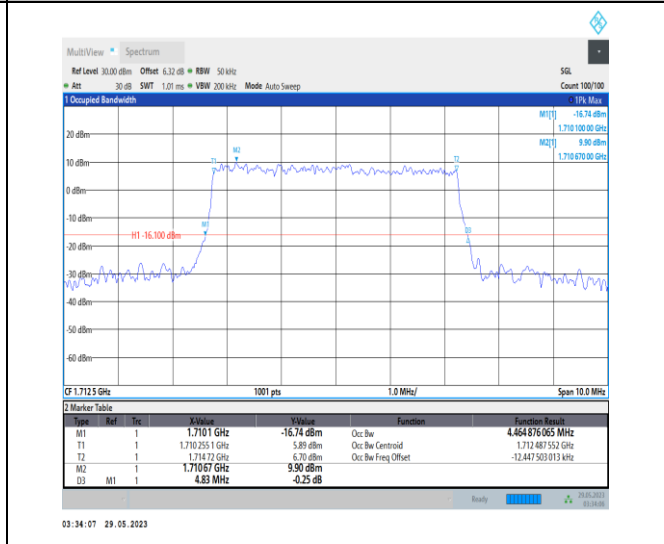 MultiView Spectrum
Ref Level 30.00 dBm Offset 6.32 dB RBW 50 kHz SGL
Att 30 dB SWT 1.01 ms VBW 200 kHz Mode Auto Sweep Count 100/100
1 Occupied Bandwidth 1Pk Max
M1[1] -16.74 dBm
1.710 100 00 GHz
M2[1] 9.90 dBm
1.710 670 00 GHz
20 dBm
M2
T1
T2
10 dBm
0 dBm
-10 dBm
M1
D3
H1 -16.100 dBm
-20 dBm
-30 dBm
-40 dBm
-50 dBm
-60 dBm
CF 1.7125 GHz 1001 pts 1.0 MHz/ Span 10.0 MHz
2 Marker Table
Type Ref Trc X-Value Y-Value Function Function Result
M1 1 1.7101 GHz -16.74 dBm Occ Bw 4.464 876 065 MHz
T1 1 1.710 255 1 GHz 5.89 dBm Occ Bw Centroid 1.712 487 552 GHz
T2 1 1.714 72 GHz 6.70 dBm Occ Bw Freq Offset -12.447 503 013 kHz
M2 1 1.71067 GHz 9.90 dBm
D3 M1 1 4.83 MHz -0.25 dB
Ready 29.05.2023
03:34:06
03:34:07 29.05.2023